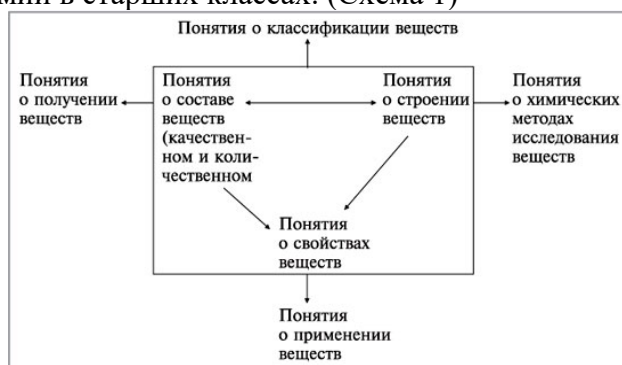 мии в старших классах. (Схема 1)
Понятия о классификации веществ
Понятия
о получении
веществ
Понятия
о составе
веществ
(качествен-
ном и коли-
чественном
Понятия
о строении
веществ
Понятия
о химических
методах
исследования
веществ
Понятия
о свойствах
веществ
Понятия
о применении
веществ